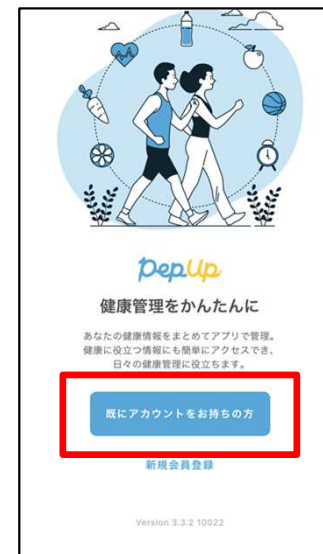 PepUp
健康管理をかんたんに
あなたの健康情報をまとめてアプリで管理。
健康に役立つ情報にも簡単にアクセスでき、
日々の健康管理に役立ちます。
既にアカウントをお持ちの方
新規会員登録
Version 3.3.2 10022